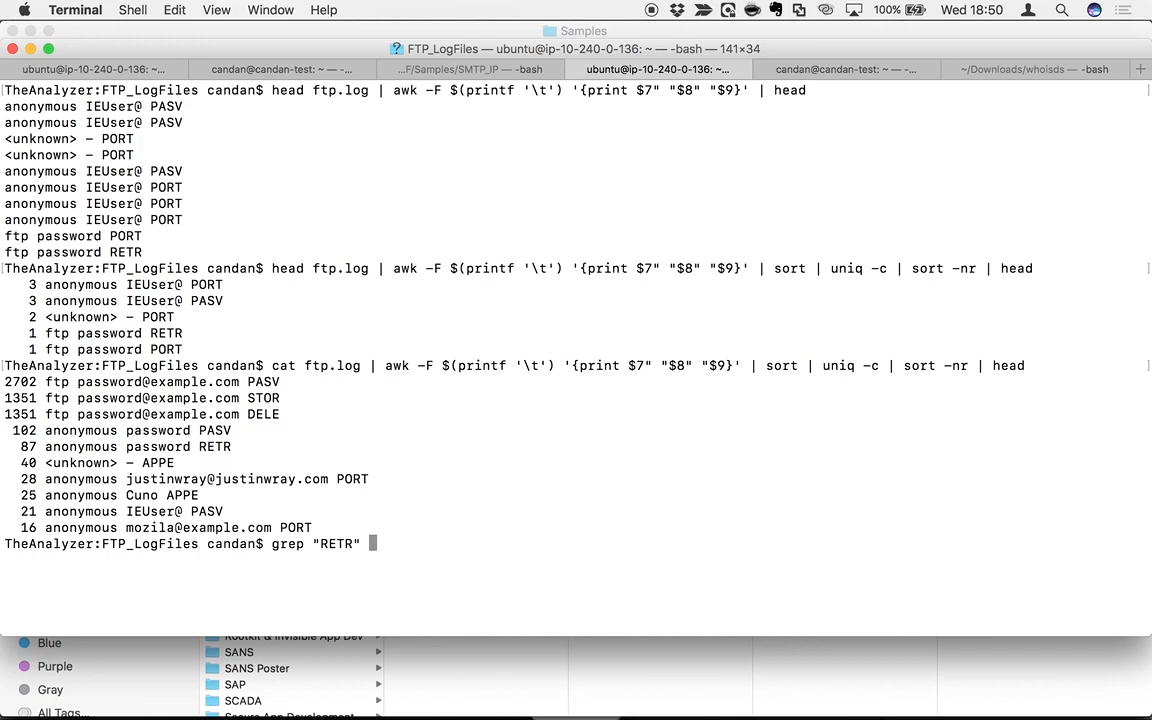 Terminal Shell Edit View Window Help 100% Wed 18:50
Samples
FTP_LogFiles — ubuntu@ip-10-240-0-136: ~ — -bash — 141×34
ubuntu@ip-10-240-0-136: ~... candan@candan-test: ~ — -... ...F/Samples/SMTP_IP — -bash ubuntu@ip-10-240-0-136: ~... candan@candan-test: ~ — -... ~/Downloads/whoisds — -bash
[TheAnalyzer:FTP_LogFiles candan$ head ftp.log | awk -F $(printf '\t') '{print $7" "$8" "$9}' | head ]
anonymous IEUser@ PASV
anonymous IEUser@ PASV
<unknown> - PORT
<unknown> - PORT
anonymous IEUser@ PASV
anonymous IEUser@ PORT
anonymous IEUser@ PORT
anonymous IEUser@ PORT
ftp password PORT
ftp password RETR
[TheAnalyzer:FTP_LogFiles candan$ head ftp.log | awk -F $(printf '\t') '{print $7" "$8" "$9}' | sort | uniq -c | sort -nr | head ]
3 anonymous IEUser@ PORT
3 anonymous IEUser@ PASV
2 <unknown> - PORT
1 ftp password RETR
1 ftp password PORT
[TheAnalyzer:FTP_LogFiles candan$ cat ftp.log | awk -F $(printf '\t') '{print $7" "$8" "$9}' | sort | uniq -c | sort -nr | head ]
2702 ftp password@example.com PASV
1351 ftp password@example.com STOR
1351 ftp password@example.com DELE
102 anonymous password PASV
87 anonymous password RETR
40 <unknown> - APPE
28 anonymous justinwray@justinwray.com PORT
25 anonymous Cuno APPE
21 anonymous IEUser@ PASV
16 anonymous mozila@example.com PORT
TheAnalyzer:FTP_LogFiles candan$ grep "RETR"
Blue
Rootkit & Invisible App Dev
SANS
Purple
SANS Poster
SAP
Gray
SCADA
All Tags...
Secure App Development